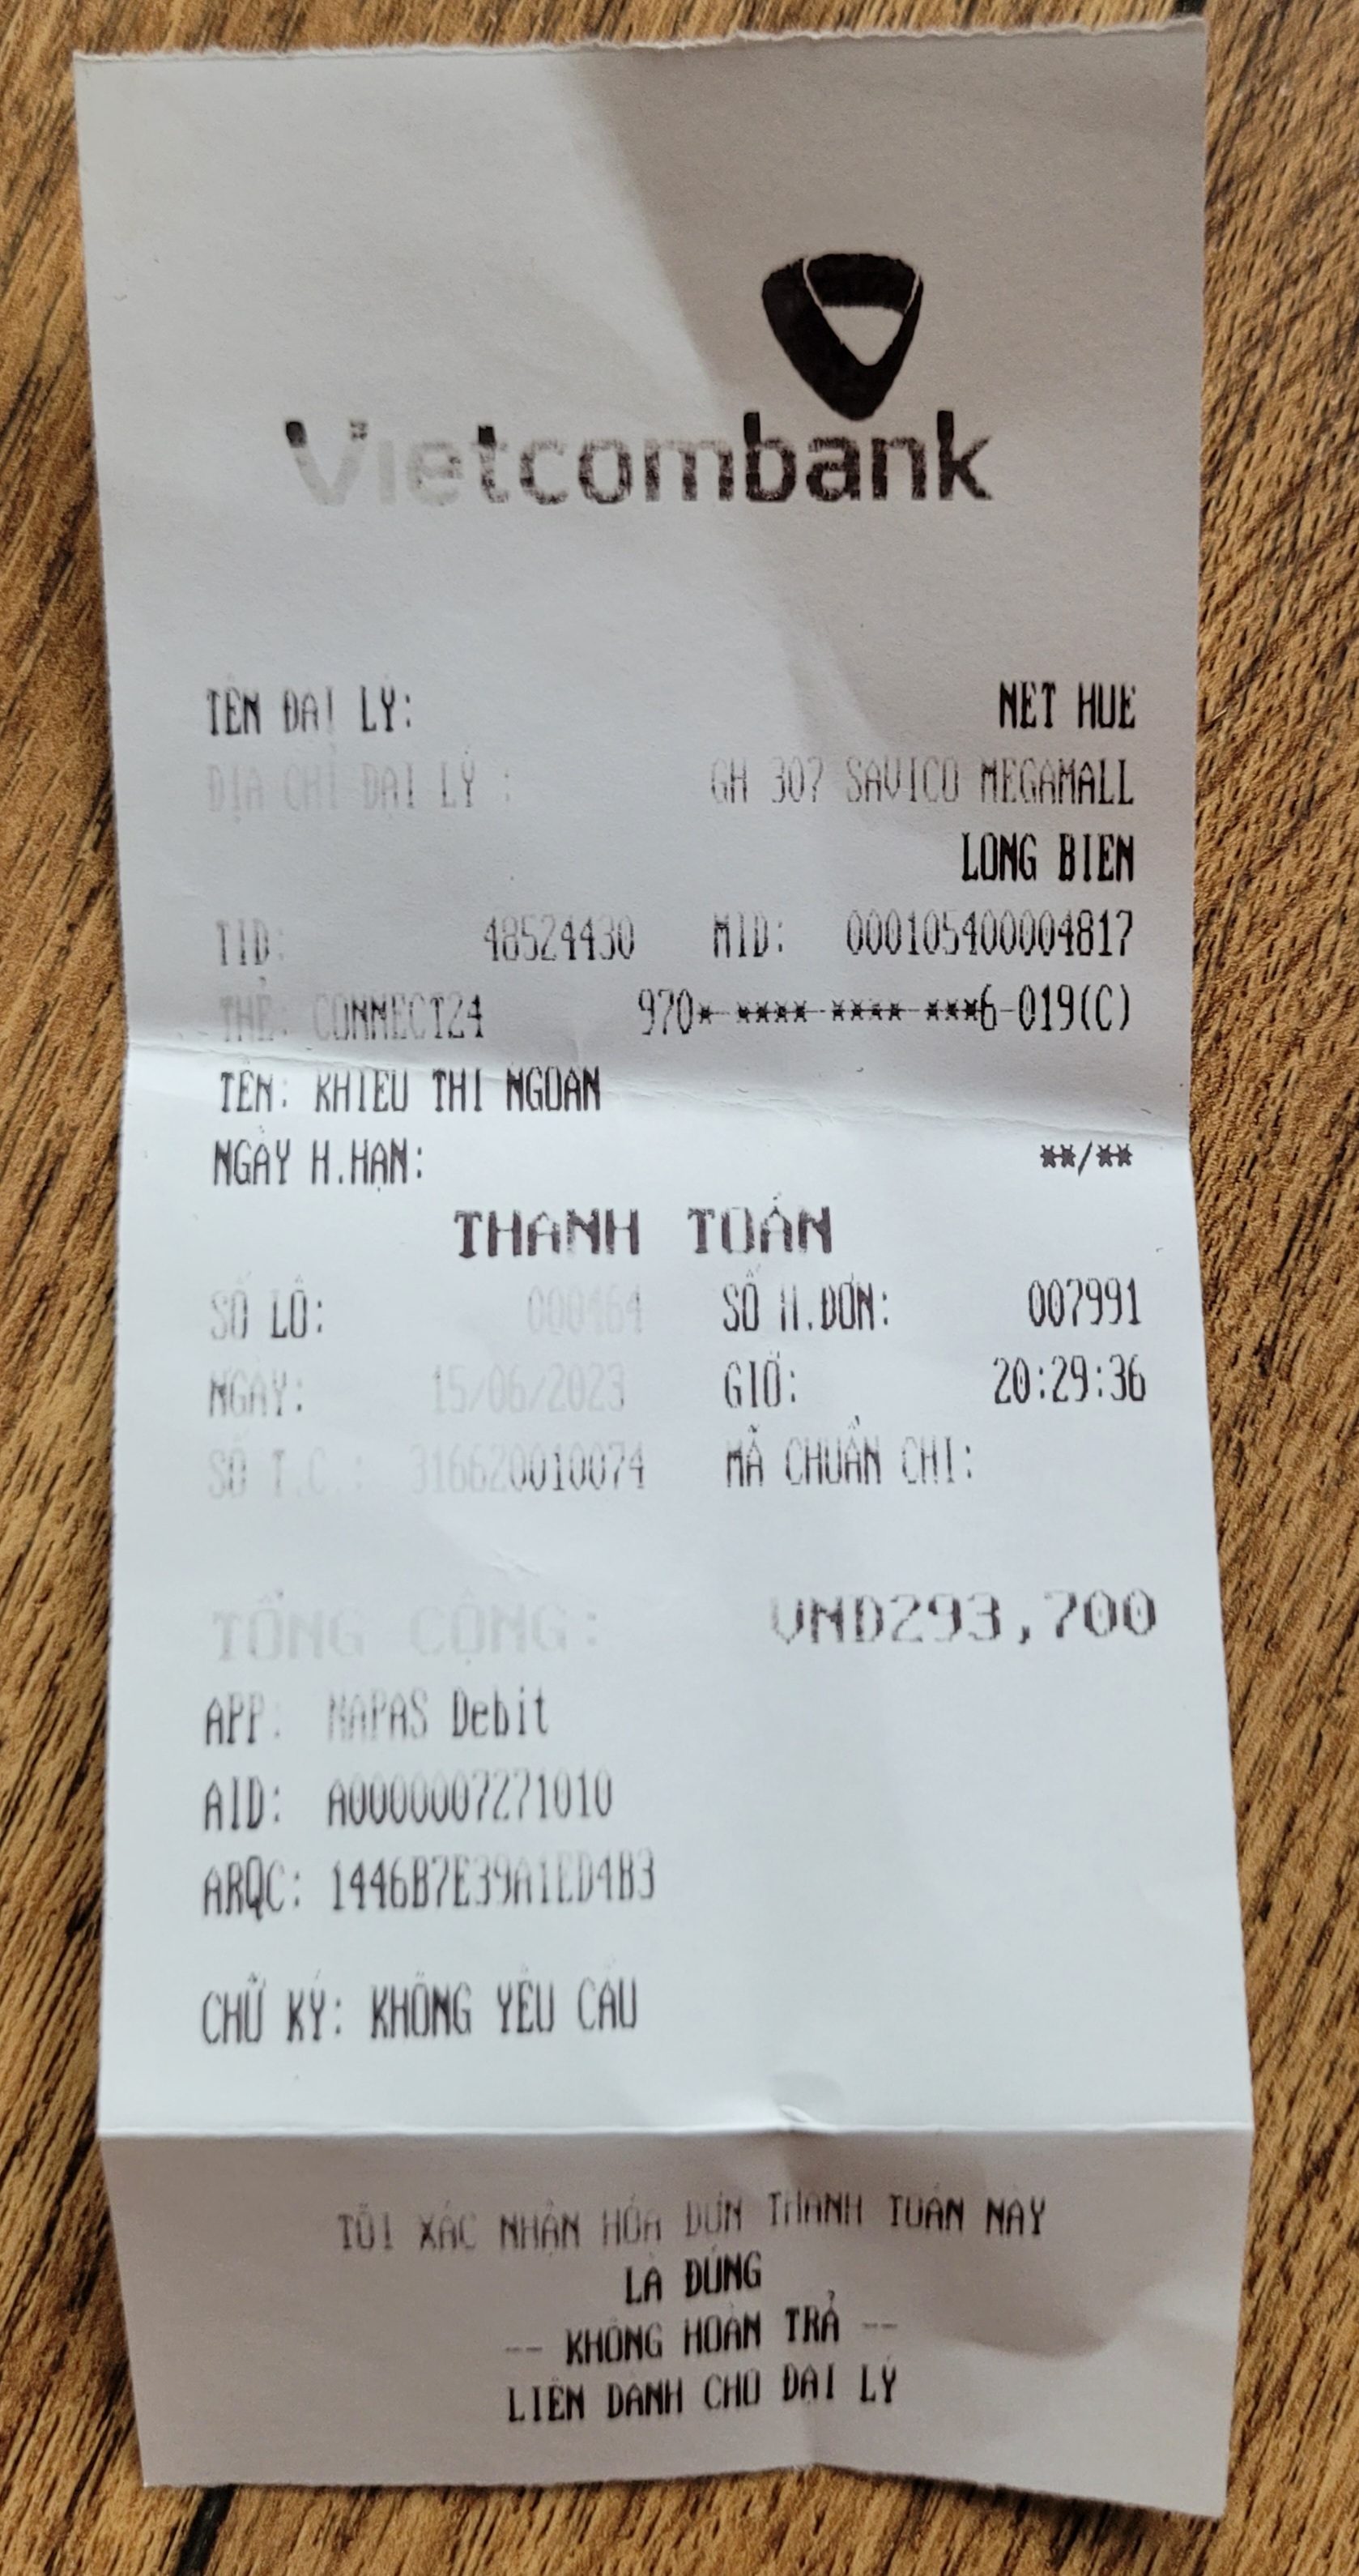 Vietcombank
TÊN ĐẠI LÝ: NET HUE
ĐỊA CHỈ ĐẠI LÝ : GH 307 SAVICO MEGAMALL
LONG BIEN
TID: 48524430 MID: 000105400004817
THẺ: CONNECT24 970* **** **** ***6-019(C)
TÊN: KHIEU THI NGOAN
NGÀY H.HẠN: **/**
THANH TOÁN
SỐ LÔ: 000464 SỐ H.ĐƠN: 007991
NGÀY: 15/06/2023 GIỜ: 20:29:36
SỐ T.C.: 316620010074 MÃ CHUẨN CHI:
TỔNG CỘNG: VND293,700
APP: NAPAS Debit
AID: A0000007271010
ARQC: 1446B7E39A1ED4B3
CHỮ KÝ: KHÔNG YÊU CẦU
TÔI XÁC NHẬN HÓA ĐƠN THANH TOÁN NÀY
LÀ ĐÚNG
-- KHÔNG HOÀN TRẢ --
LIÊN DÀNH CHO ĐẠI LÝ